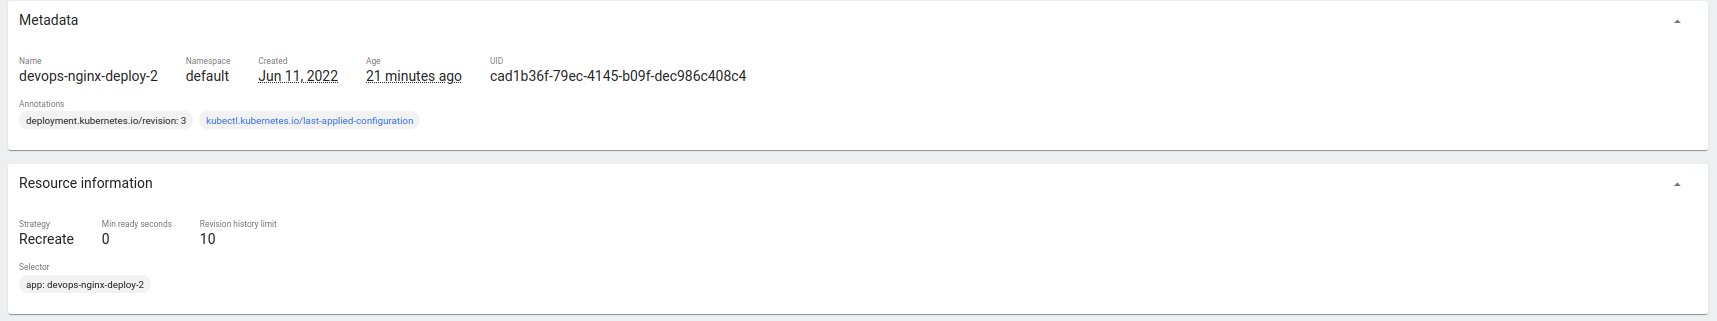 Metadata
Name Namespace Created Age UID
devops-nginx-deploy-2 default Jun 11, 2022 21 minutes ago cad1b36f-79ec-4145-b09f-dec986c408c4
Annotations
deployment.kubernetes.io/revision: 3 kubectl.kubernetes.io/last-applied-configuration
Resource information
Strategy Min ready seconds Revision history limit
Recreate 0 10
Selector
app: devops-nginx-deploy-2